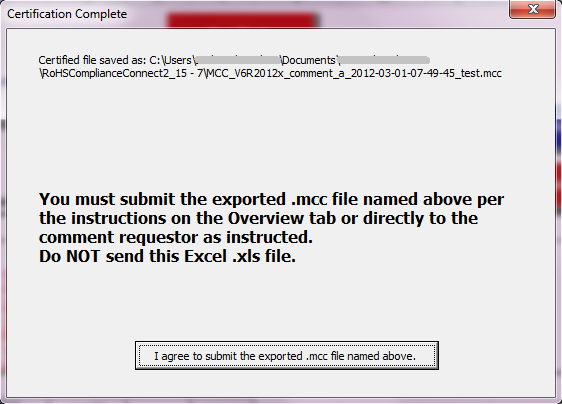 Certification Complete
Certified file saved as: C:\Users\ \Documents\
\RoHSComplianceConnect2_15 - 7\MCC_V6R2012x_comment_a_2012-03-01-07-49-45_test.mcc
You must submit the exported .mcc file named above per
the instructions on the Overview tab or directly to the
comment requestor as instructed.
Do NOT send this Excel .xls file.
I agree to submit the exported .mcc file named above.